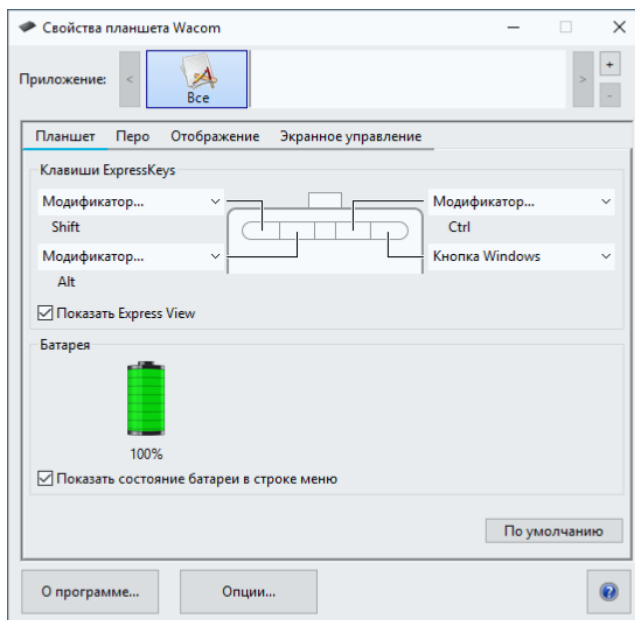 Свойства планшета Wacom
Приложение:
<
Все
>
+
-
Планшет Перо Отображение Экранное управление
Клавиши ExpressKeys
Модификатор... Модификатор...
Shift Ctrl
Модификатор... Кнопка Windows
Alt
Показать Express View
Батарея
100%
Показать состояние батареи в строке меню
По умолчанию
О программе... Опции... ?